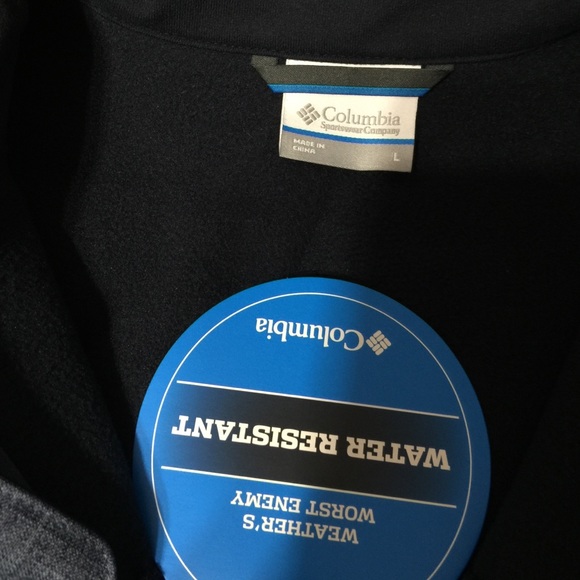 Columbia
Sportswear Company
MADE IN
CHINA
L
Columbia
WATER RESISTANT
WEATHER'S
WORST ENEMY